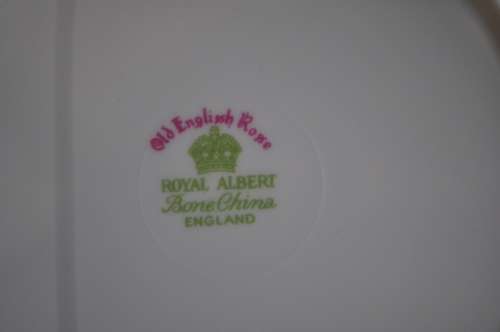 Old English Rose
ROYAL ALBERT
Bone China
ENGLAND